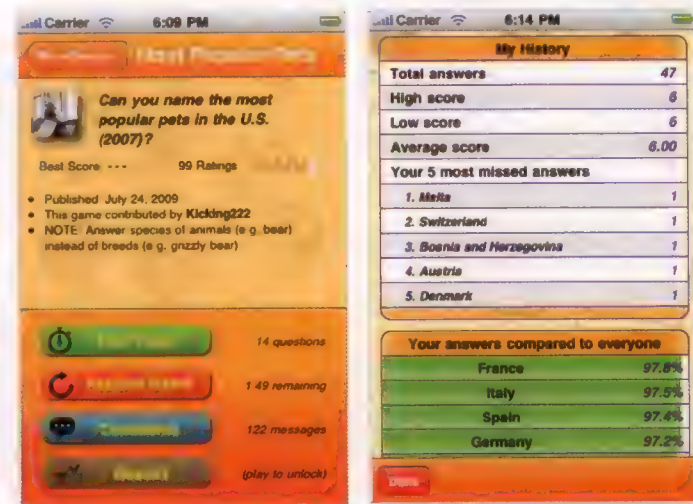 Carrier 6:09 PM
Can you name the most
popular pets in the U.S.
(2007)?
Best Score --- 99 Ratings
• Published July 24, 2009
• This game contributed by Kicking222
• NOTE: Answer species of animals (e.g. bear)
instead of breeds (e.g. grizzly bear)
14 questions
1:49 remaining
122 messages
(play to unlock)
Carrier 6:14 PM
My History
Total answers 47
High score 6
Low score 6
Average score 6.00
Your 5 most missed answers
1. Malta 1
2. Switzerland 1
3. Bosnia and Herzegovina 1
4. Austria 1
5. Denmark 1
Your answers compared to everyone
France 97.8%
Italy 97.5%
Spain 97.4%
Germany 97.2%